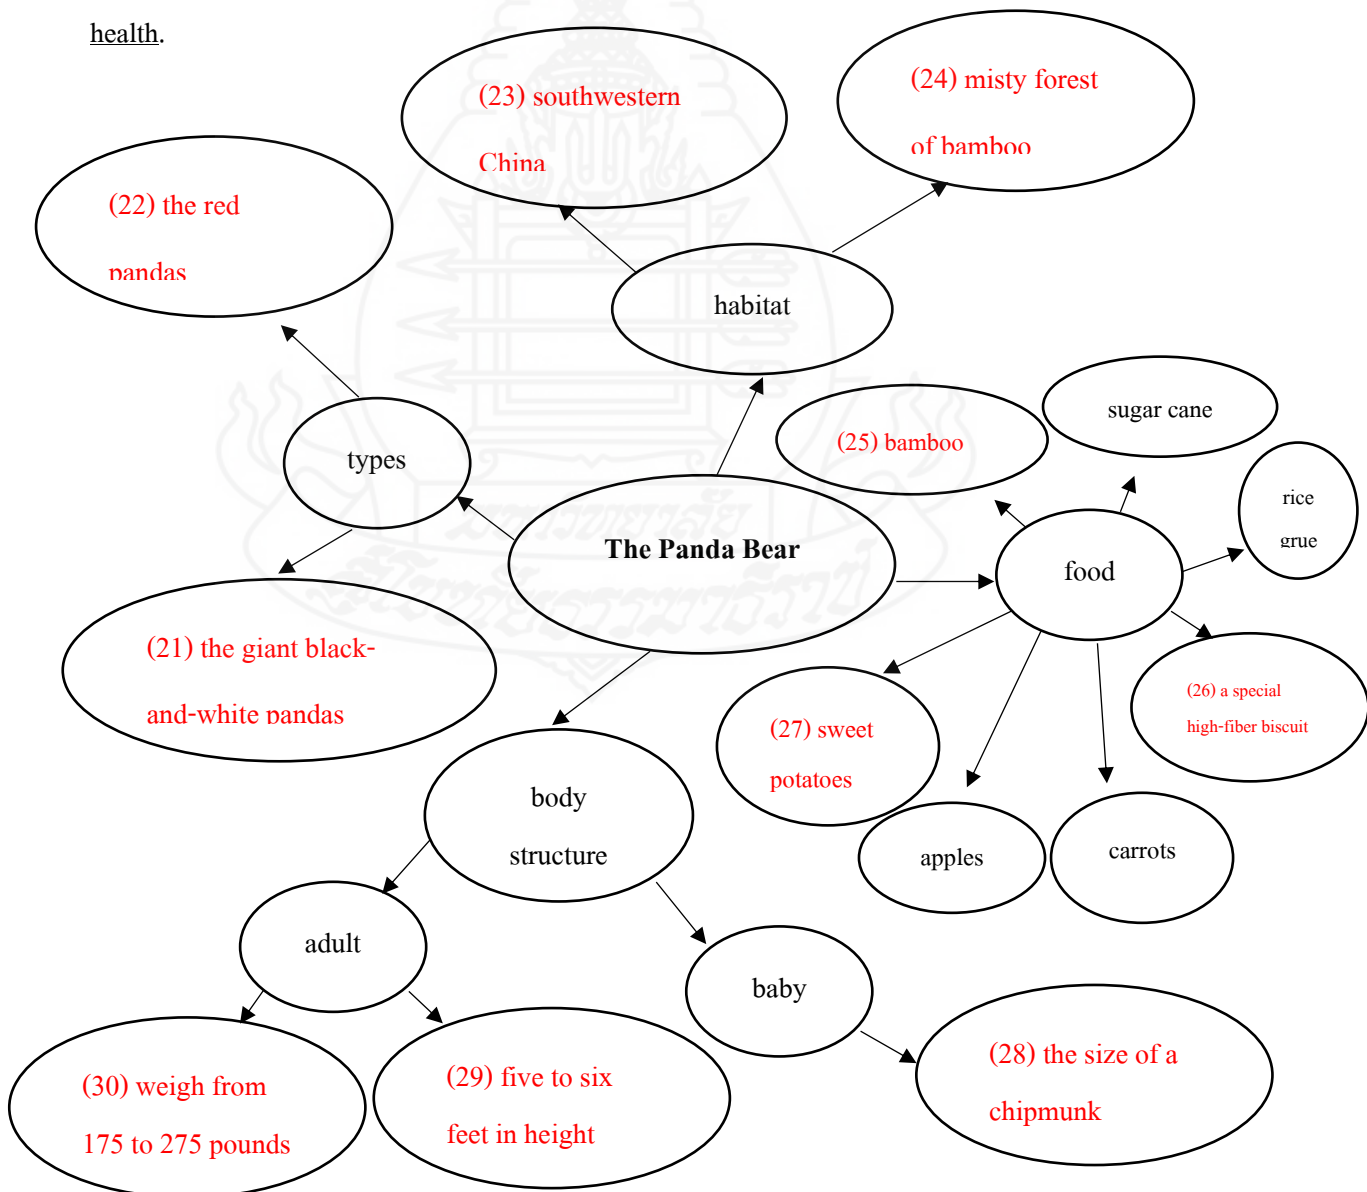 health.
(23) southwestern
China
(24) misty forest
of bamboo
(22) the red
pandas
habitat
sugar cane
(25) bamboo
types
rice
grue
The Panda Bear
food
(21) the giant black-
and-white pandas
(26) a special
high-fiber biscuit
(27) sweet
potatoes
body
structure
apples
carrots
adult
baby
(28) the size of a
chipmunk
(29) five to six
feet in height
(30) weigh from
175 to 275 pounds